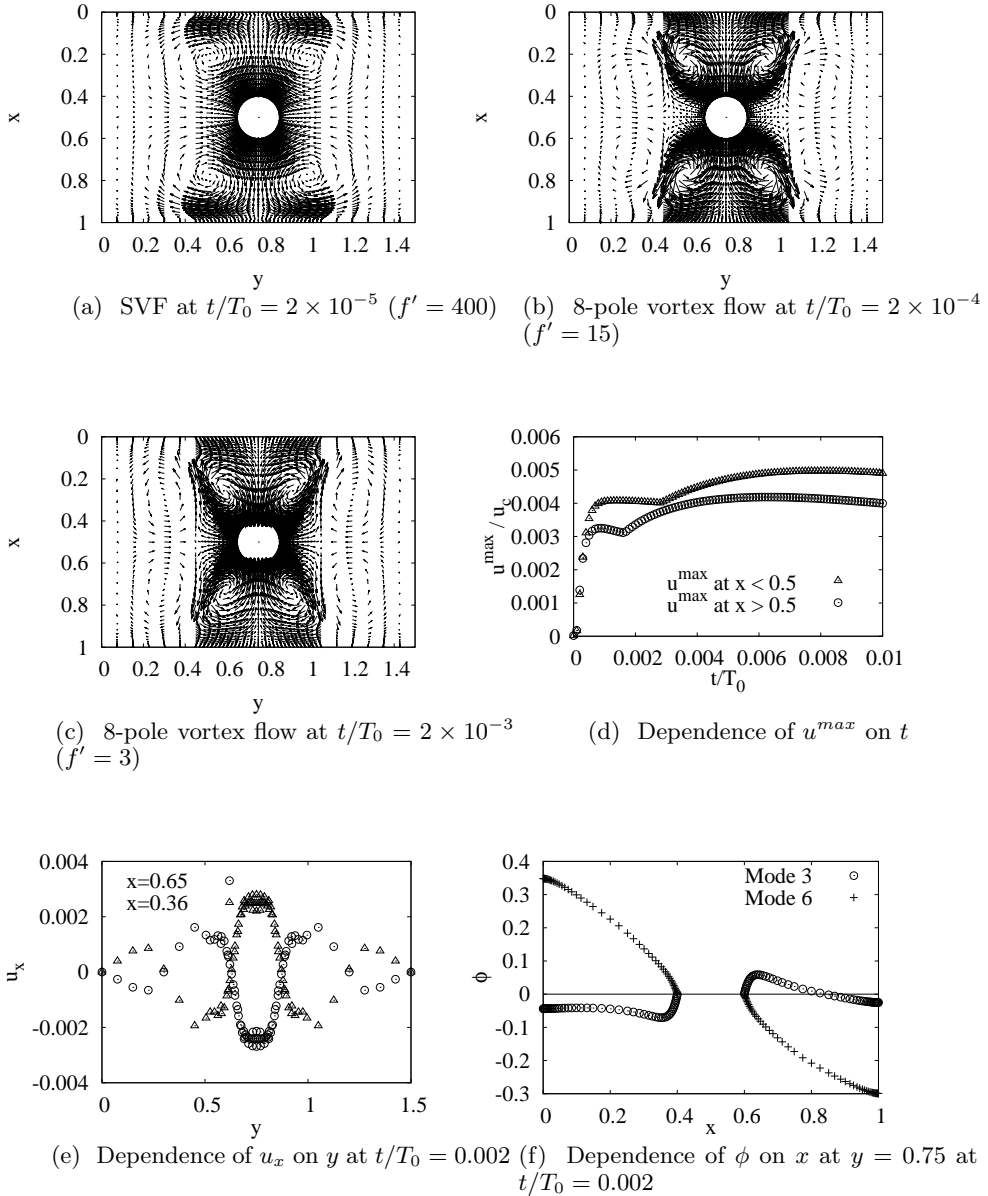 0
0.2
0.4
0.6
0.8
1
x
0 0.2 0.4 0.6 0.8 1 1.2 1.4
y
(a) SVF at t/T₀ = 2 × 10⁻⁵ (f′ = 400)
0
0.2
0.4
0.6
0.8
1
x
0 0.2 0.4 0.6 0.8 1 1.2 1.4
y
(b) 8-pole vortex flow at t/T₀ = 2 × 10⁻⁴
(f′ = 15)
0
0.2
0.4
0.6
0.8
1
x
0 0.2 0.4 0.6 0.8 1 1.2 1.4
y
(c) 8-pole vortex flow at t/T₀ = 2 × 10⁻³
(f′ = 3)
0.006
0.005
0.004
0.003
0.002
0.001
0
u^max / u_c
u^max at x < 0.5
u^max at x > 0.5
0 0.002 0.004 0.006 0.008 0.01
t/T₀
(d) Dependence of u^max on t
0.004
0.002
0
-0.002
-0.004
u_x
x=0.65
x=0.36
0 0.5 1 1.5
y
(e) Dependence of u_x on y at t/T₀ = 0.002
0.4
0.3
0.2
0.1
0
-0.1
-0.2
-0.3
ϕ
Mode 3
Mode 6
0 0.2 0.4 0.6 0.8 1
x
(f) Dependence of ϕ on x at y = 0.75 at
t/T₀ = 0.002